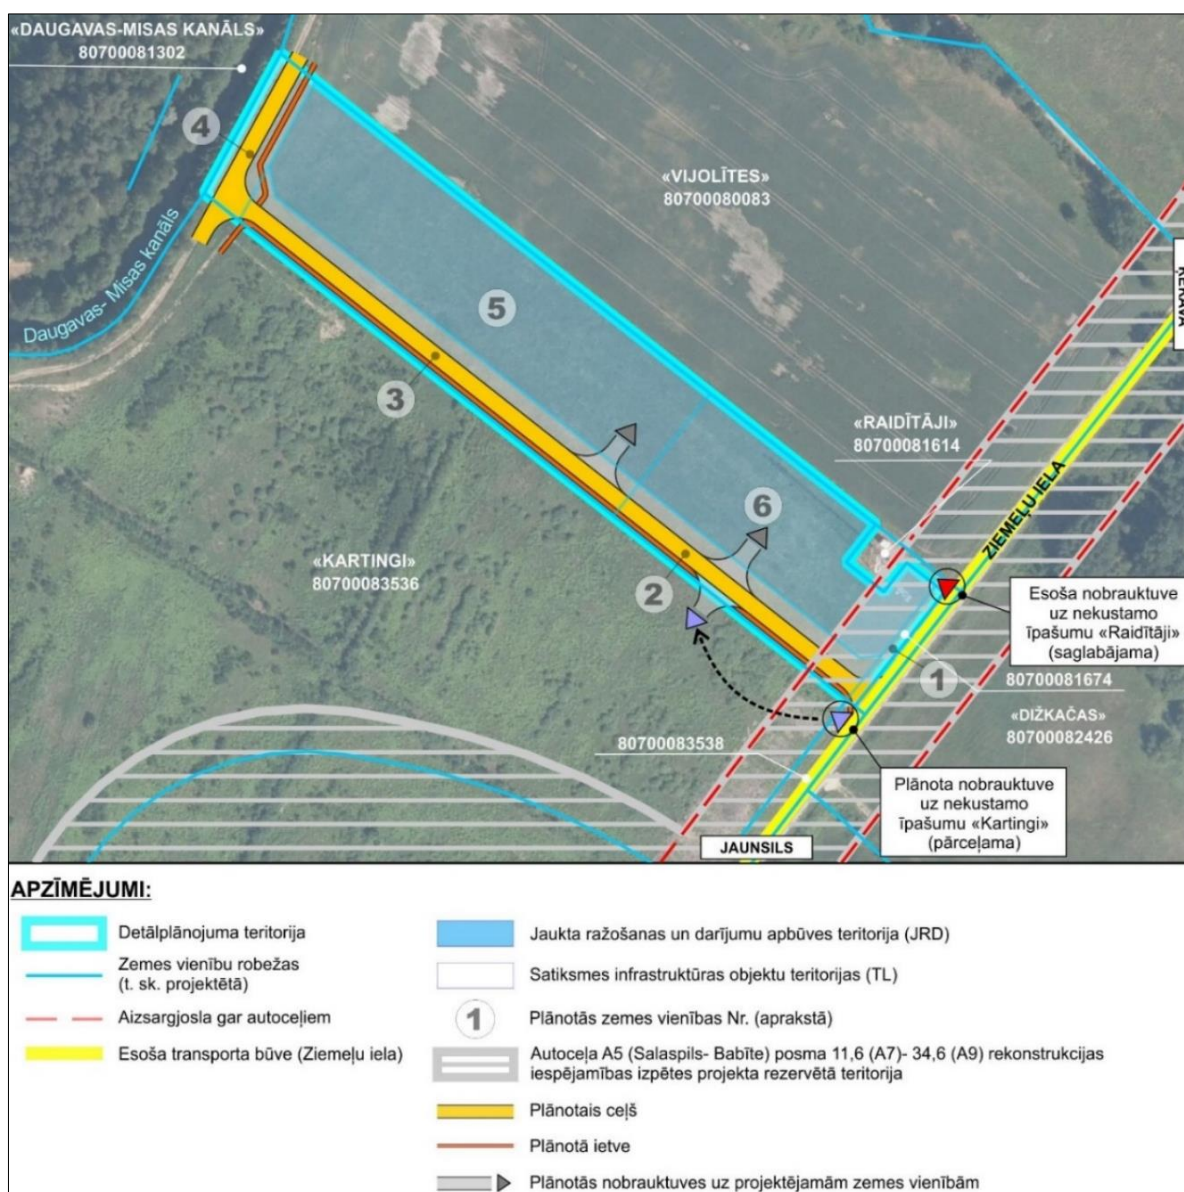 «DAUGAVAS-MISAS KANĀLS»
80700081302
4
«VIJOLĪTES»
80700080083
ĶEKAVA
Daugavas- Misas kanāls
5
3
«RAIDĪTĀJI»
80700081614
ZIEMEĻU IELA
6
«KARTINGI»
80700083536
2
Esoša nobrauktuve
uz nekustamo
īpašumu «Raidītāji»
(saglabājama)
1
80700081674
«DIŽKAČAS»
80700082426
80700083538
Plānota nobrauktuve
uz nekustamo
īpašumu «Kartingi»
(pārceļama)
JAUNSILS
APZĪMĒJUMI:
Detālplānojuma teritorija
Zemes vienību robežas
(t. sk. projektētā)
Aizsargjosla gar autoceļiem
Esoša transporta būve (Ziemeļu iela)
Jaukta ražošanas un darījumu apbūves teritorija (JRD)
Satiksmes infrastruktūras objektu teritorijas (TL)
1
Plānotās zemes vienības Nr. (aprakstā)
Autoceļa A5 (Salaspils- Babīte) posma 11,6 (A7)- 34,6 (A9) rekonstrukcijas
iespējamības izpētes projekta rezervētā teritorija
Plānotais ceļš
Plānotā ietve
Plānotās nobrauktuves uz projektējamām zemes vienībām